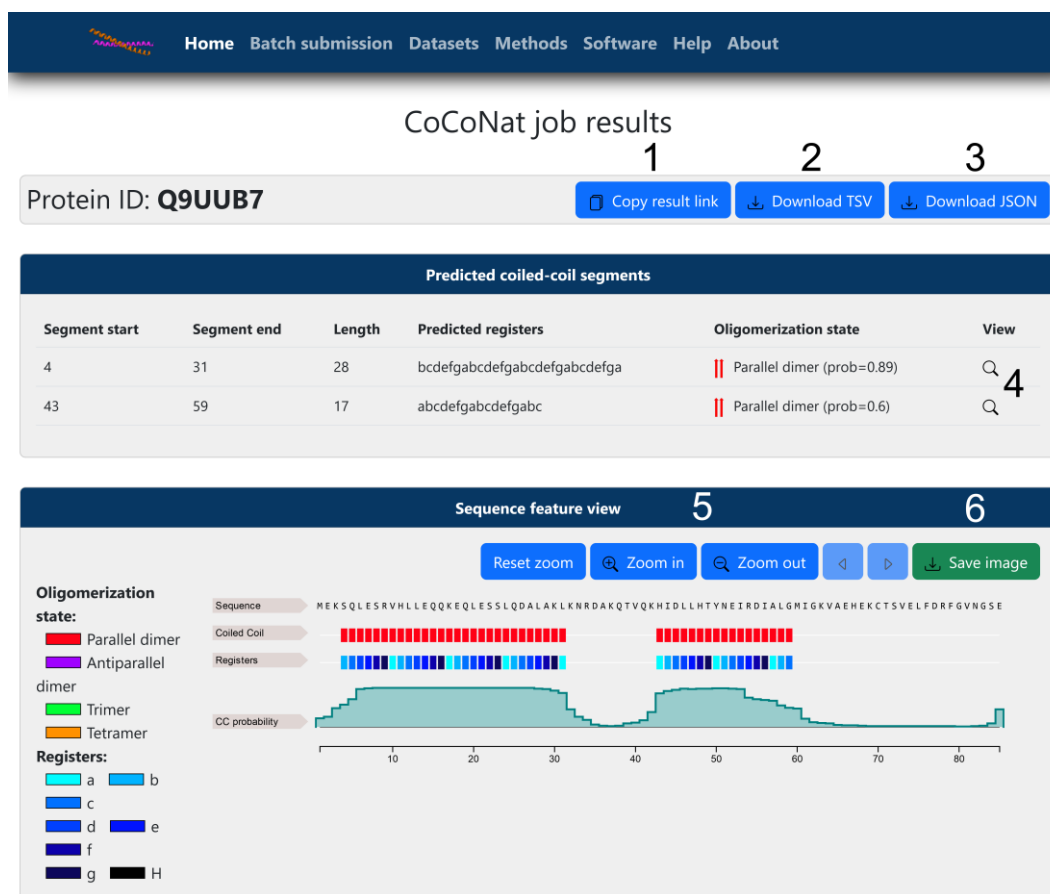 Home Batch submission Datasets Methods Software Help About
CoCoNat job results
1 2 3
Protein ID: Q9UUB7 Copy result link Download TSV Download JSON
Predicted coiled-coil segments
Segment start Segment end Length Predicted registers Oligomerization state View
4 31 28 bcdefgabcdefgabcdefgabcdefga Parallel dimer (prob=0.89)
4
43 59 17 abcdefgabcdefgabc Parallel dimer (prob=0.6)
Sequence feature view 5 6
Reset zoom Zoom in Zoom out Save image
Oligomerization
state:
Parallel dimer
Antiparallel
dimer
Trimer
Tetramer
Registers:
a b
c
d e
f
g H
Sequence MEKSQLESRVHLLEQQKEQLESSLQDALAKLKNRDAKQTVQKHIDLLHTYNEIRDIALGMIGKVAEHEKCTSVELFDRFGVNGSE
Coiled Coil
Registers
CC probability
10 20 30 40 50 60 70 80